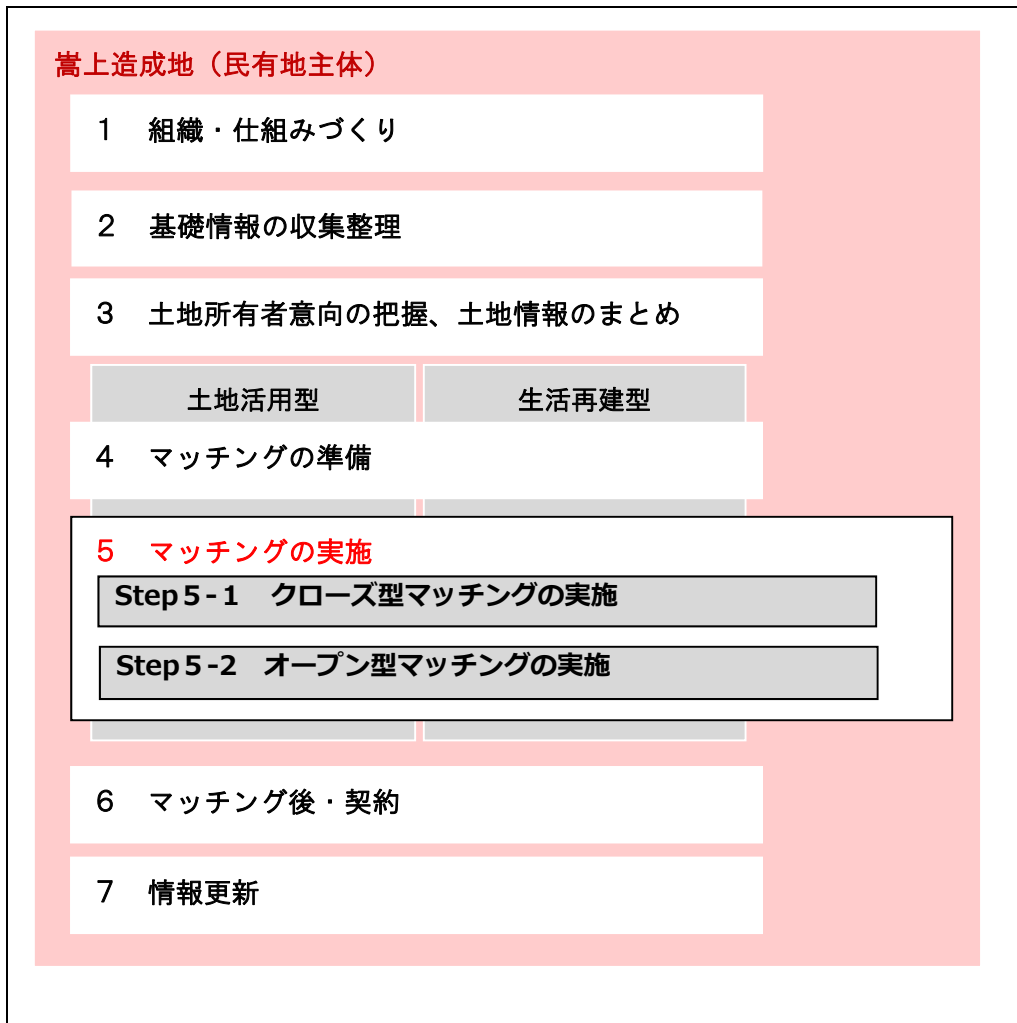 嵩上造成地（民有地主体）
１　組織・仕組みづくり
２　基礎情報の収集整理
３　土地所有者意向の把握、土地情報のまとめ
土地活用型　生活再建型
４　マッチングの準備
５　マッチングの実施
Step５-１　クローズ型マッチングの実施
Step５-2　オープン型マッチングの実施
６　マッチング後・契約
７　情報更新